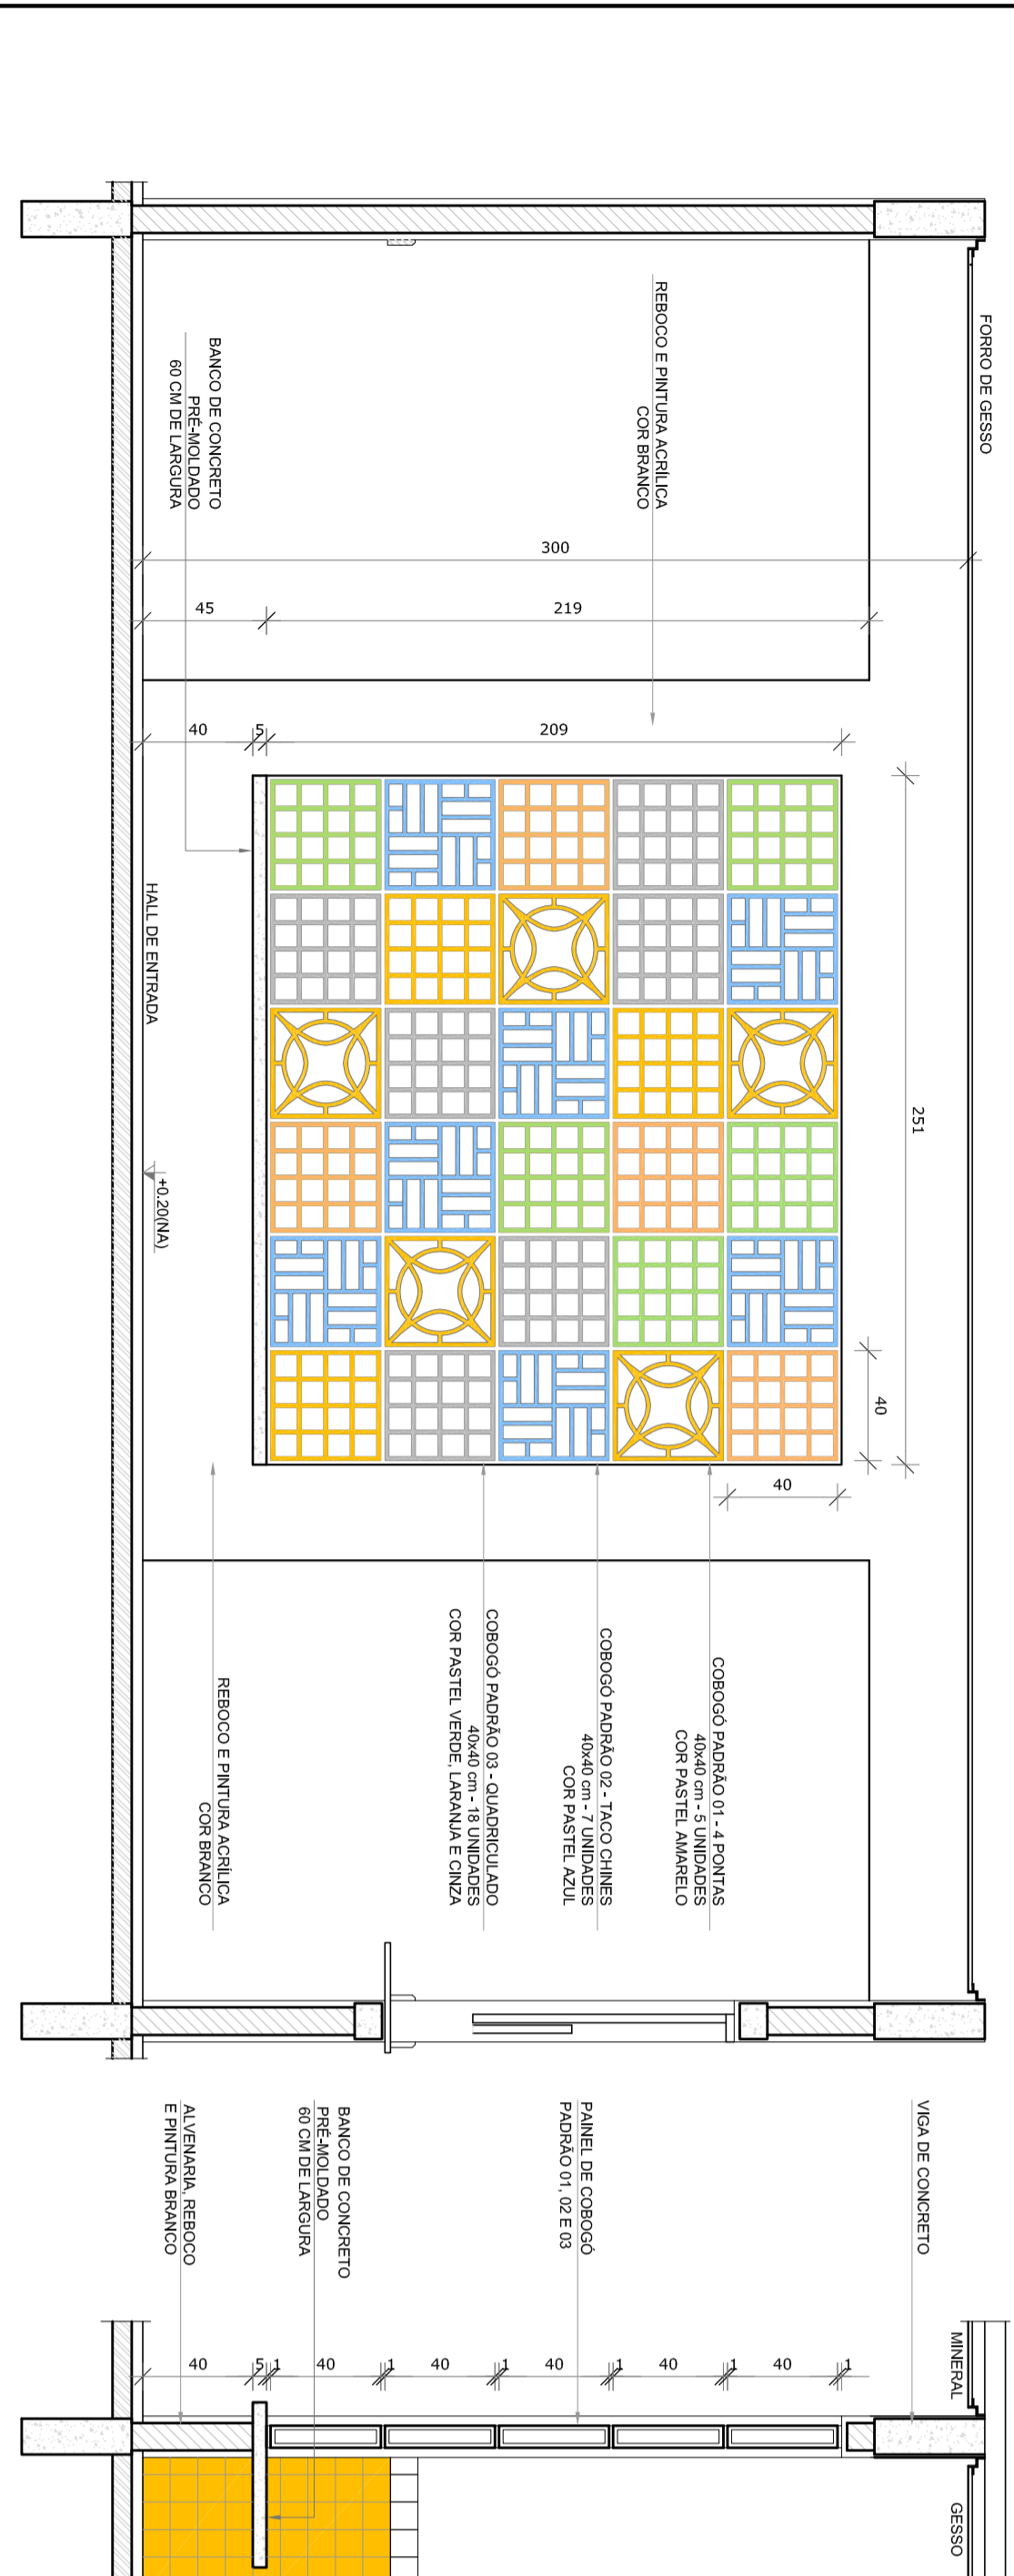 FORRO DE GESSO
REBOCO E PINTURA ACRÍLICA
COR BRANCO
BANCO DE CONCRETO
PRÉ-MOLDADO
60 CM DE LARGURA
300
45
219
40
5
209
251
HALL DE ENTRADA
+0.20(NA)
40
40
COBOGÓ PADRÃO 01 - 4 PONTAS
40x40 cm - 5 UNIDADES
COR PASTEL AMARELO
COBOGÓ PADRÃO 02 - TACO CHINES
40x40 cm - 7 UNIDADES
COR PASTEL AZUL
COBOGÓ PADRÃO 03 - QUADRICULADO
40x40 cm - 18 UNIDADES
COR PASTEL VERDE, LARANJA E CINZA
REBOCO E PINTURA ACRÍLICA
COR BRANCO
VIGA DE CONCRETO
PAINEL DE COBOGÓ
PADRÃO 01, 02 E 03
BANCO DE CONCRETO
PRÉ-MOLDADO
60 CM DE LARGURA
ALVENARIA, REBOCO
E PINTURA BRANCO
MINERAL
40
5
1
40
1
40
1
40
1
40
1
40
1
GESSO